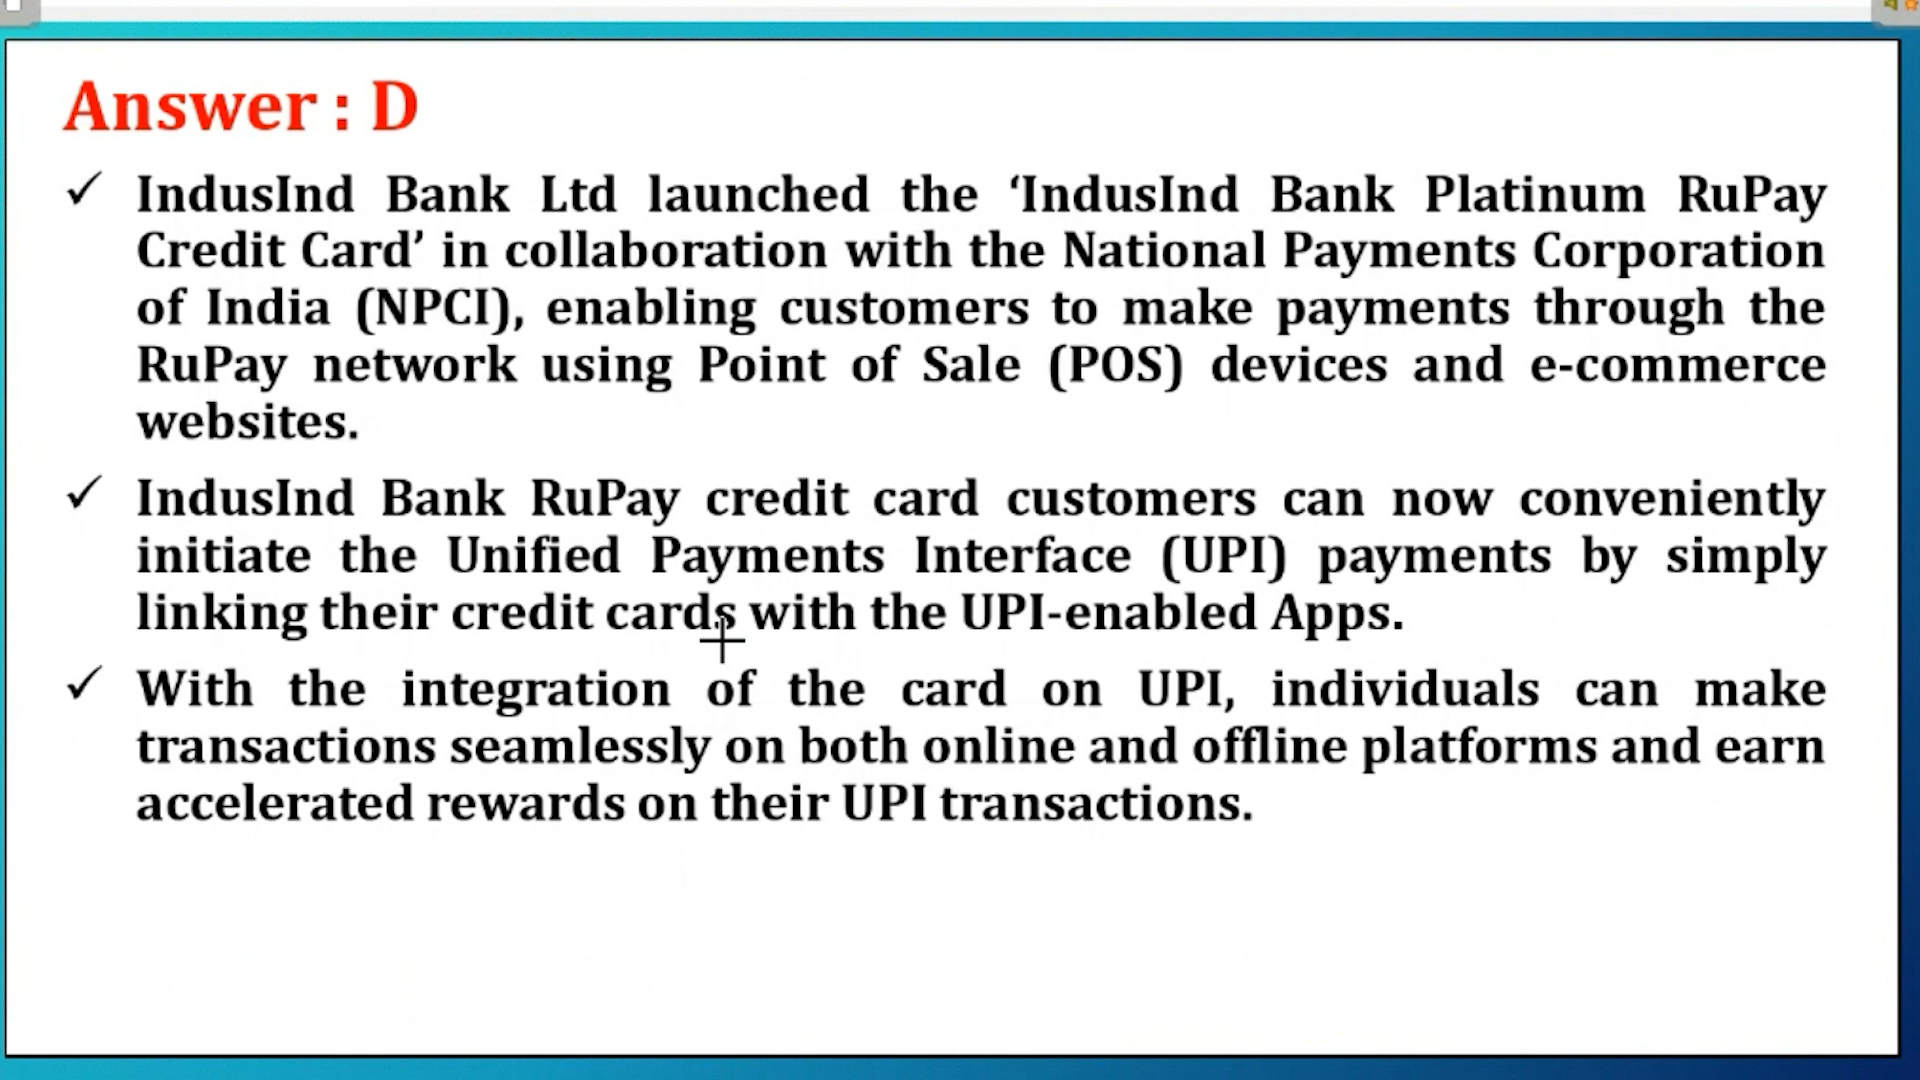 Answer : D
✓ IndusInd Bank Ltd launched the ‘IndusInd Bank Platinum RuPay
Credit Card’ in collaboration with the National Payments Corporation
of India (NPCI), enabling customers to make payments through the
RuPay network using Point of Sale (POS) devices and e-commerce
websites.
✓ IndusInd Bank RuPay credit card customers can now conveniently
initiate the Unified Payments Interface (UPI) payments by simply
linking their credit cards with the UPI-enabled Apps.
✓ With the integration of the card on UPI, individuals can make
transactions seamlessly on both online and offline platforms and earn
accelerated rewards on their UPI transactions.